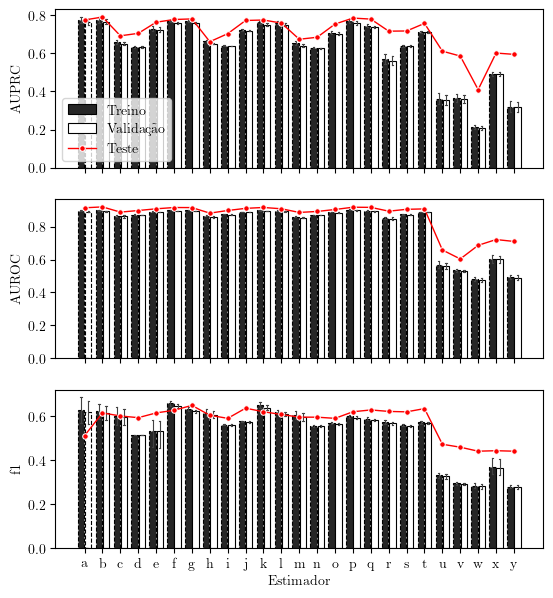 0.8
0.6
0.4
0.2
0.0
AUPRC
Treino
Validação
Teste
0.8
0.6
0.4
0.2
0.0
AUROC
0.6
0.4
0.2
0.0
f1
a b c d e f g h i j k l m n o p q r s t u v w x y
Estimador